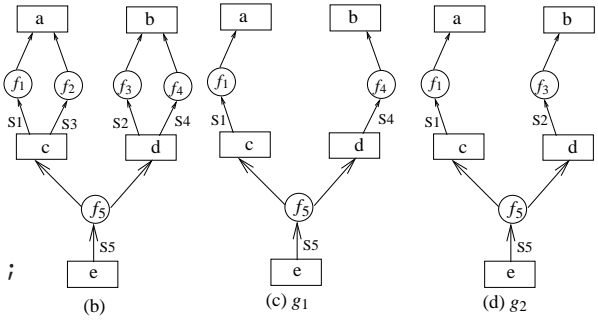 a b a b a b
f1 f2 f3 f4 f1 f4 f1 f3
S1 S3 S2 S4 S1 S4 S1 S2
c d c d c d
f5 f5 f5
S5 S5 S5
; e e e
(b) (c) g1 (d) g2